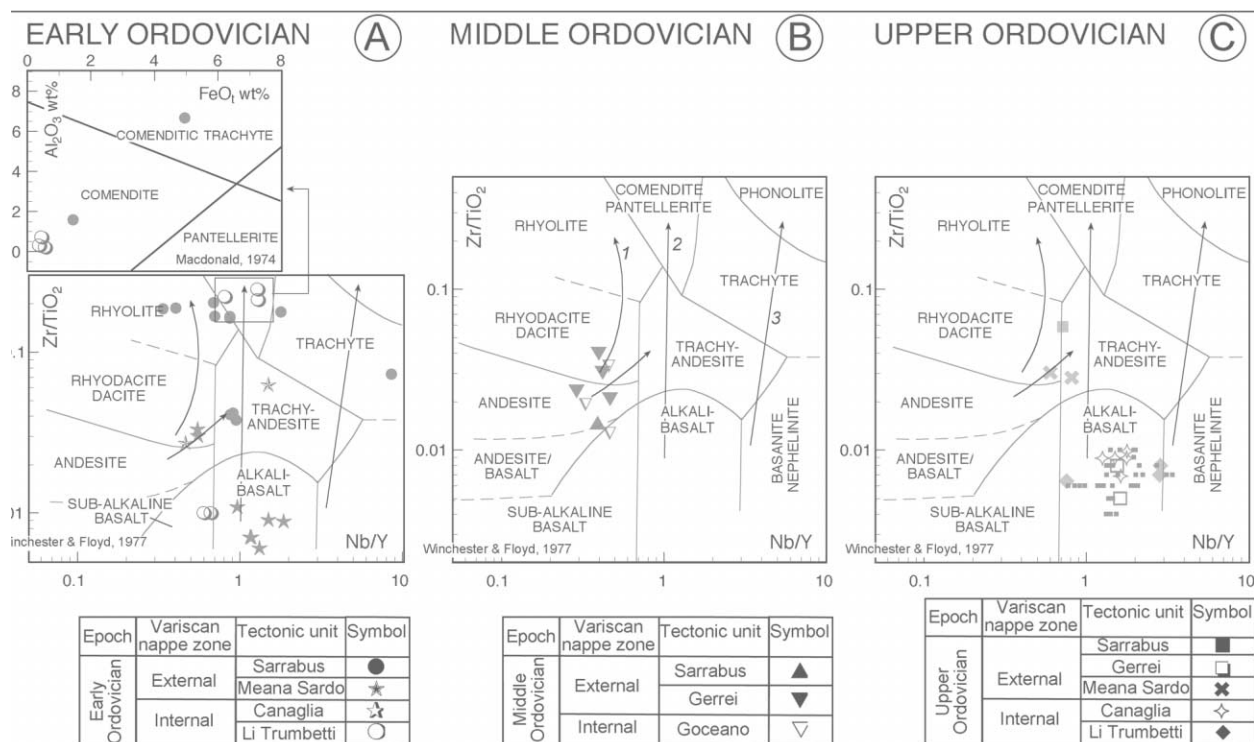 EARLY ORDOVICIAN A
0 2 4 6 8
FeOt wt%
Al2O3 wt%
8
6
4
2
0
COMENDITIC TRACHYTE
COMENDITE
PANTELLERITE
Macdonald, 1974
Zr/TiO2
RHYOLITE
TRACHYTE
RHYODACITE
DACITE
TRACHY-
ANDESITE
ANDESITE
ALKALI-
BASALT
SUB-ALKALINE
BASALT
Nb/Y
0.1 1 10
Epoch Variscan nappe zone Tectonic unit Symbol
Early Ordovician
External Sarrabus
Meana Sardo
Internal Canaglia
Li Trumbetti
MIDDLE ORDOVICIAN B
Zr/TiO2
COMENDITE
PANTELLERITE
PHONOLITE
RHYOLITE
1 2
TRACHYTE
0.1
3
RHYODACITE
DACITE
TRACHY-
ANDESITE
ANDESITE
ALKALI-
BASALT
0.01
ANDESITE/
BASALT
BASANITE
NEPHELINITE
SUB-ALKALINE
BASALT
Winchester & Floyd, 1977
Nb/Y
0.1 1 10
Epoch Variscan nappe zone Tectonic unit Symbol
Middle Ordovician
External Sarrabus
Gerrei
Internal Goceano
UPPER ORDOVICIAN C
Zr/TiO2
COMENDITE
PANTELLERITE
PHONOLITE
RHYOLITE
TRACHYTE
0.1
RHYODACITE
DACITE
TRACHY-
ANDESITE
ANDESITE
ALKALI-
BASALT
0.01
ANDESITE/
BASALT
BASANITE
NEPHELINITE
SUB-ALKALINE
BASALT
Winchester & Floyd, 1977
Nb/Y
0.1 1 10
Epoch Variscan nappe zone Tectonic unit Symbol
Upper Ordovician
External Sarrabus
Gerrei
Meana Sardo
Internal Canaglia
Li Trumbetti